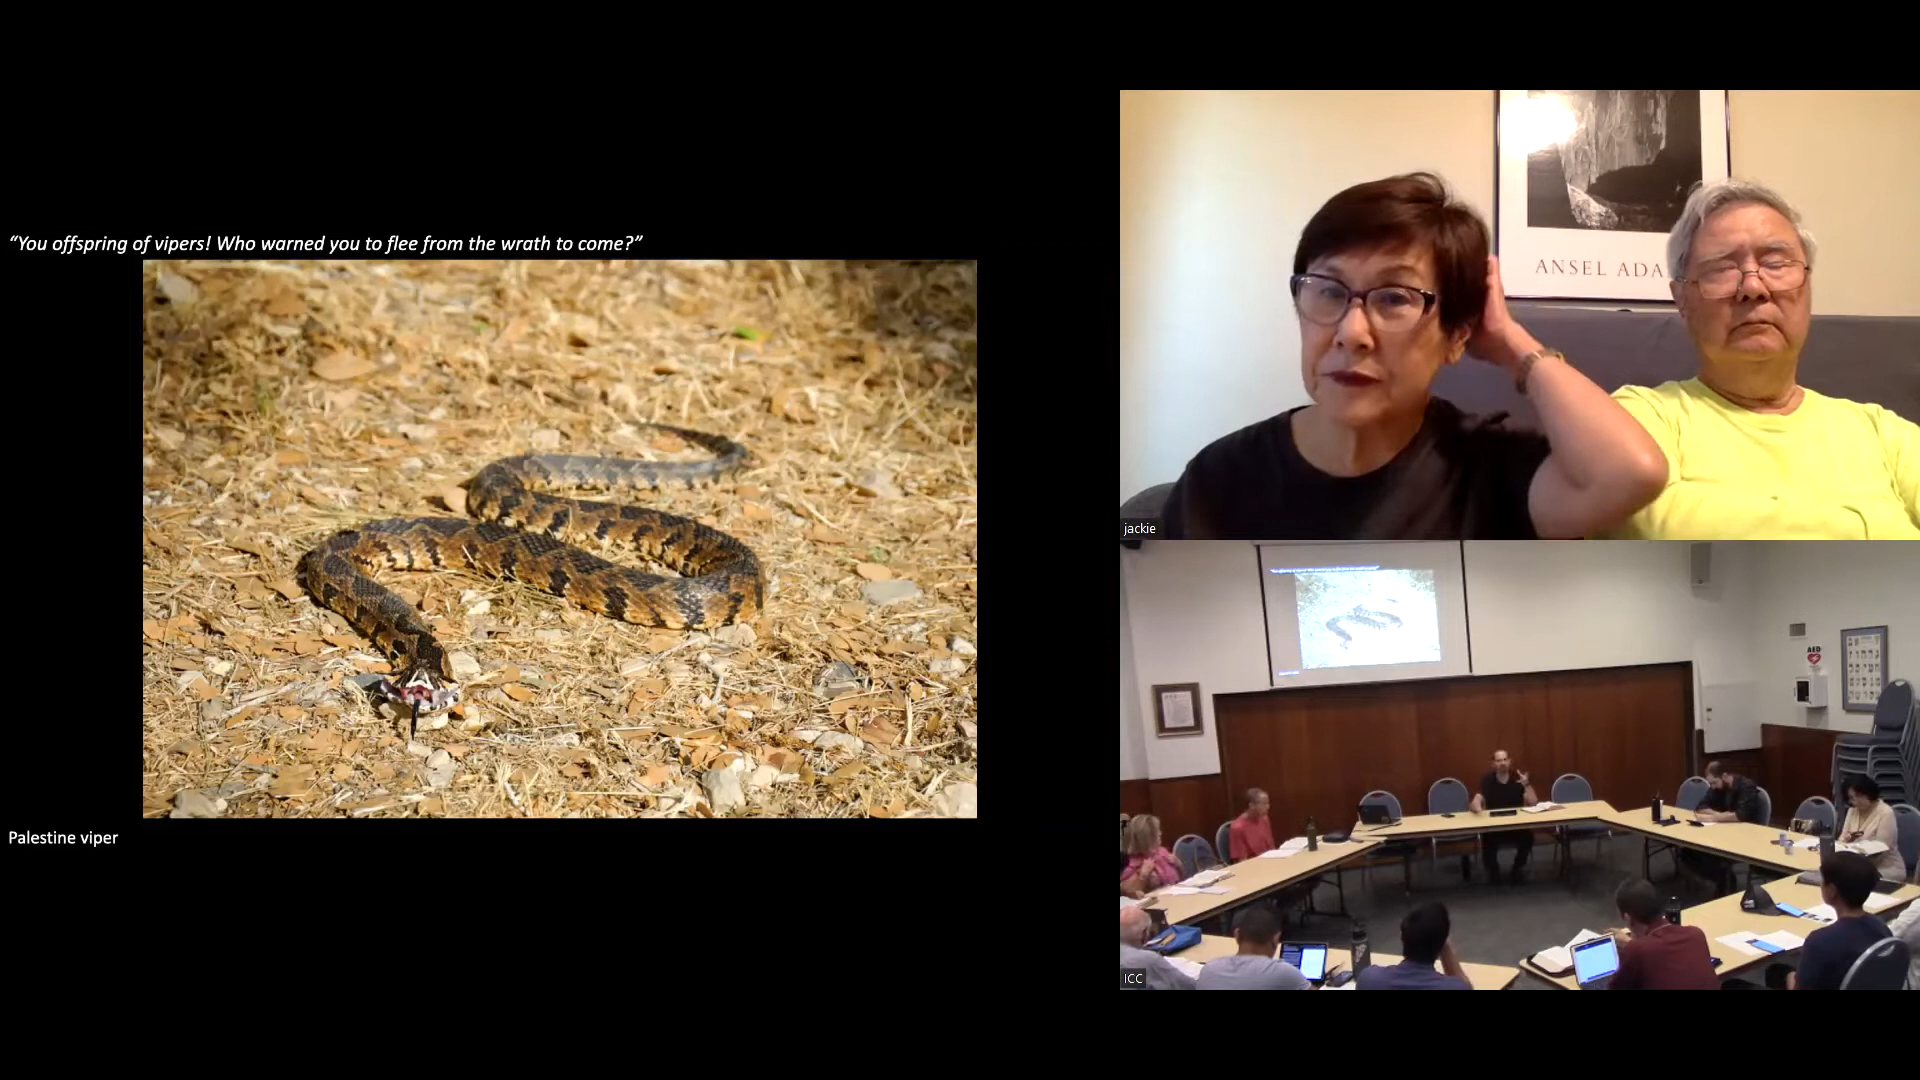 “You offspring of vipers! Who warned you to flee from the wrath to come?”
Palestine viper
ANSEL ADA
jackie
AED
ICC